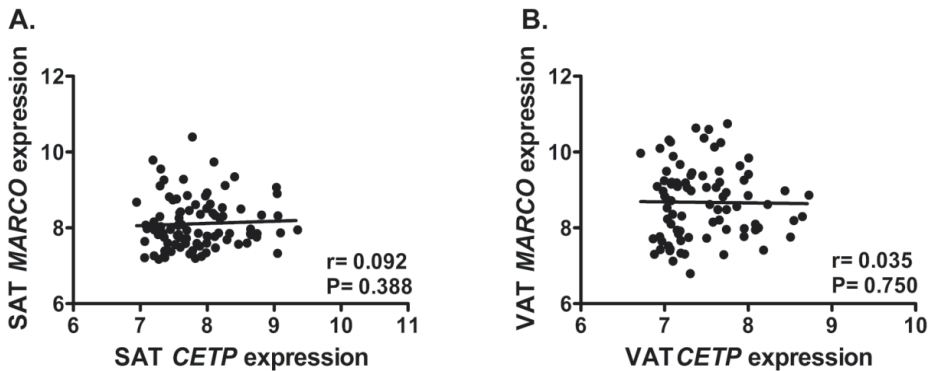 A.
SAT MARCO expression
12
10
8
6
6 7 8 9 10 11
SAT CETP expression
r= 0.092
P= 0.388
B.
VAT MARCO expression
12
10
8
6
6 7 8 9 10
VAT CETP expression
r= 0.035
P= 0.750